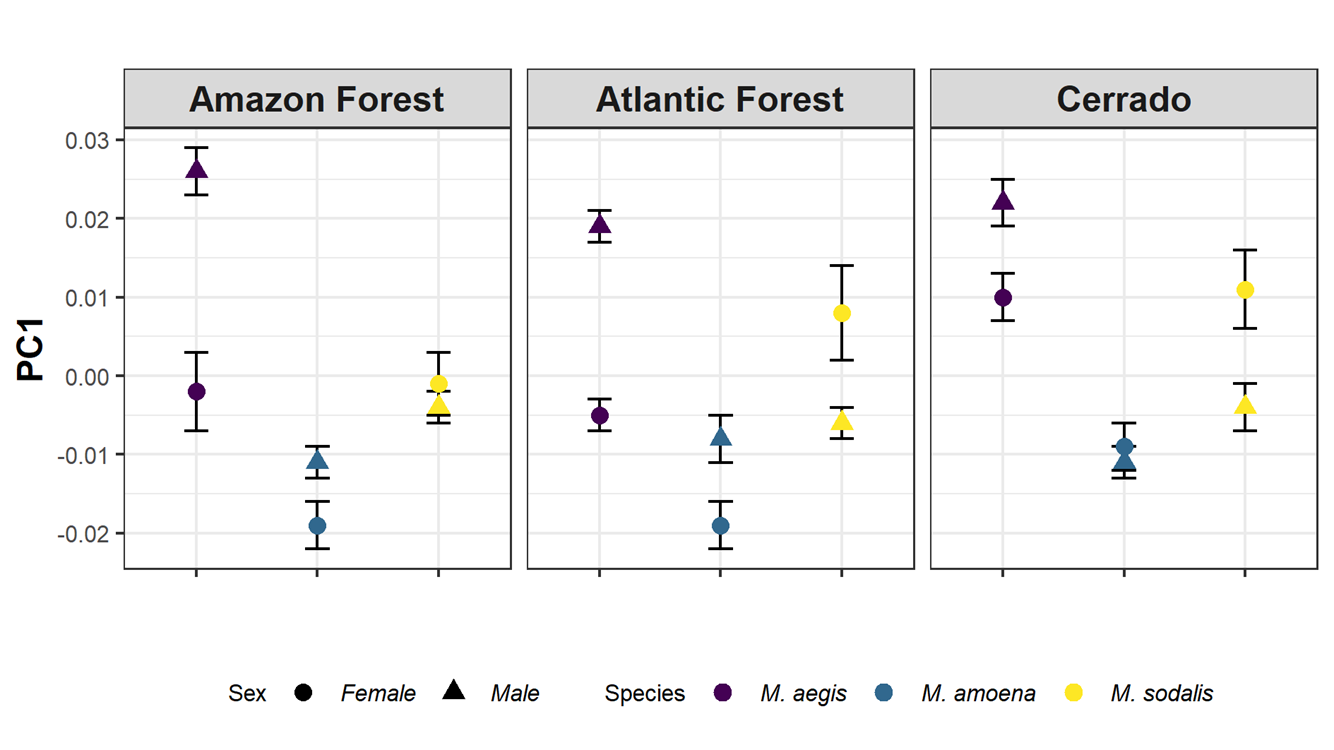 Amazon Forest
Atlantic Forest
Cerrado
0.03
0.02
0.01
0.00
-0.01
-0.02
PC1
Sex Female Male Species M. aegis M. amoena M. sodalis